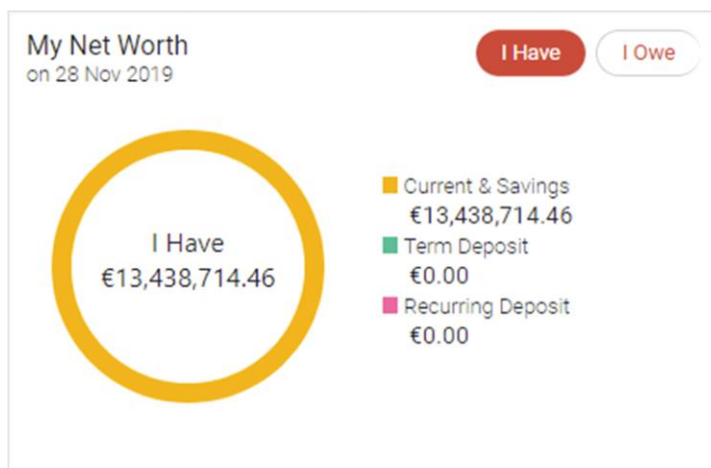 My Net Worth
on 28 Nov 2019
I Have
I Owe
I Have
€13,438,714.46
Current & Savings
€13,438,714.46
Term Deposit
€0.00
Recurring Deposit
€0.00